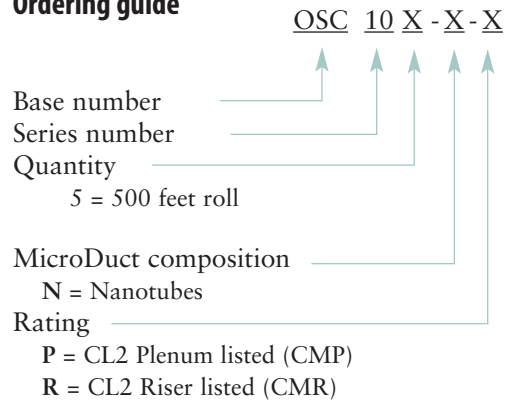 Ordering guide
OSC 10 X - X - X
Base number
Series number
Quantity
5 = 500 feet roll
MicroDuct composition
N = Nanotubes
Rating
P = CL2 Plenum listed (CMP)
R = CL2 Riser listed (CMR)